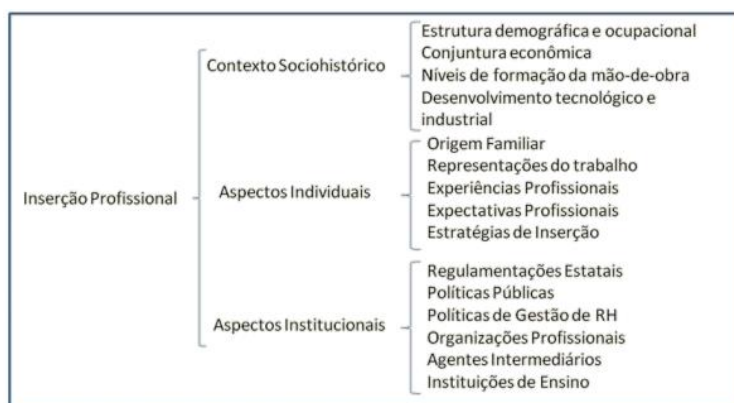 Inserção Profissional
Contexto Sociohistórico
Estrutura demográfica e ocupacional
Conjuntura econômica
Níveis de formação da mão-de-obra
Desenvolvimento tecnológico e
industrial
Aspectos Individuais
Origem Familiar
Representações do trabalho
Experiências Profissionais
Expectativas Profissionais
Estratégias de Inserção
Aspectos Institucionais
Regulamentações Estatais
Políticas Públicas
Políticas de Gestão de RH
Organizações Profissionais
Agentes Intermediários
Instituições de Ensino